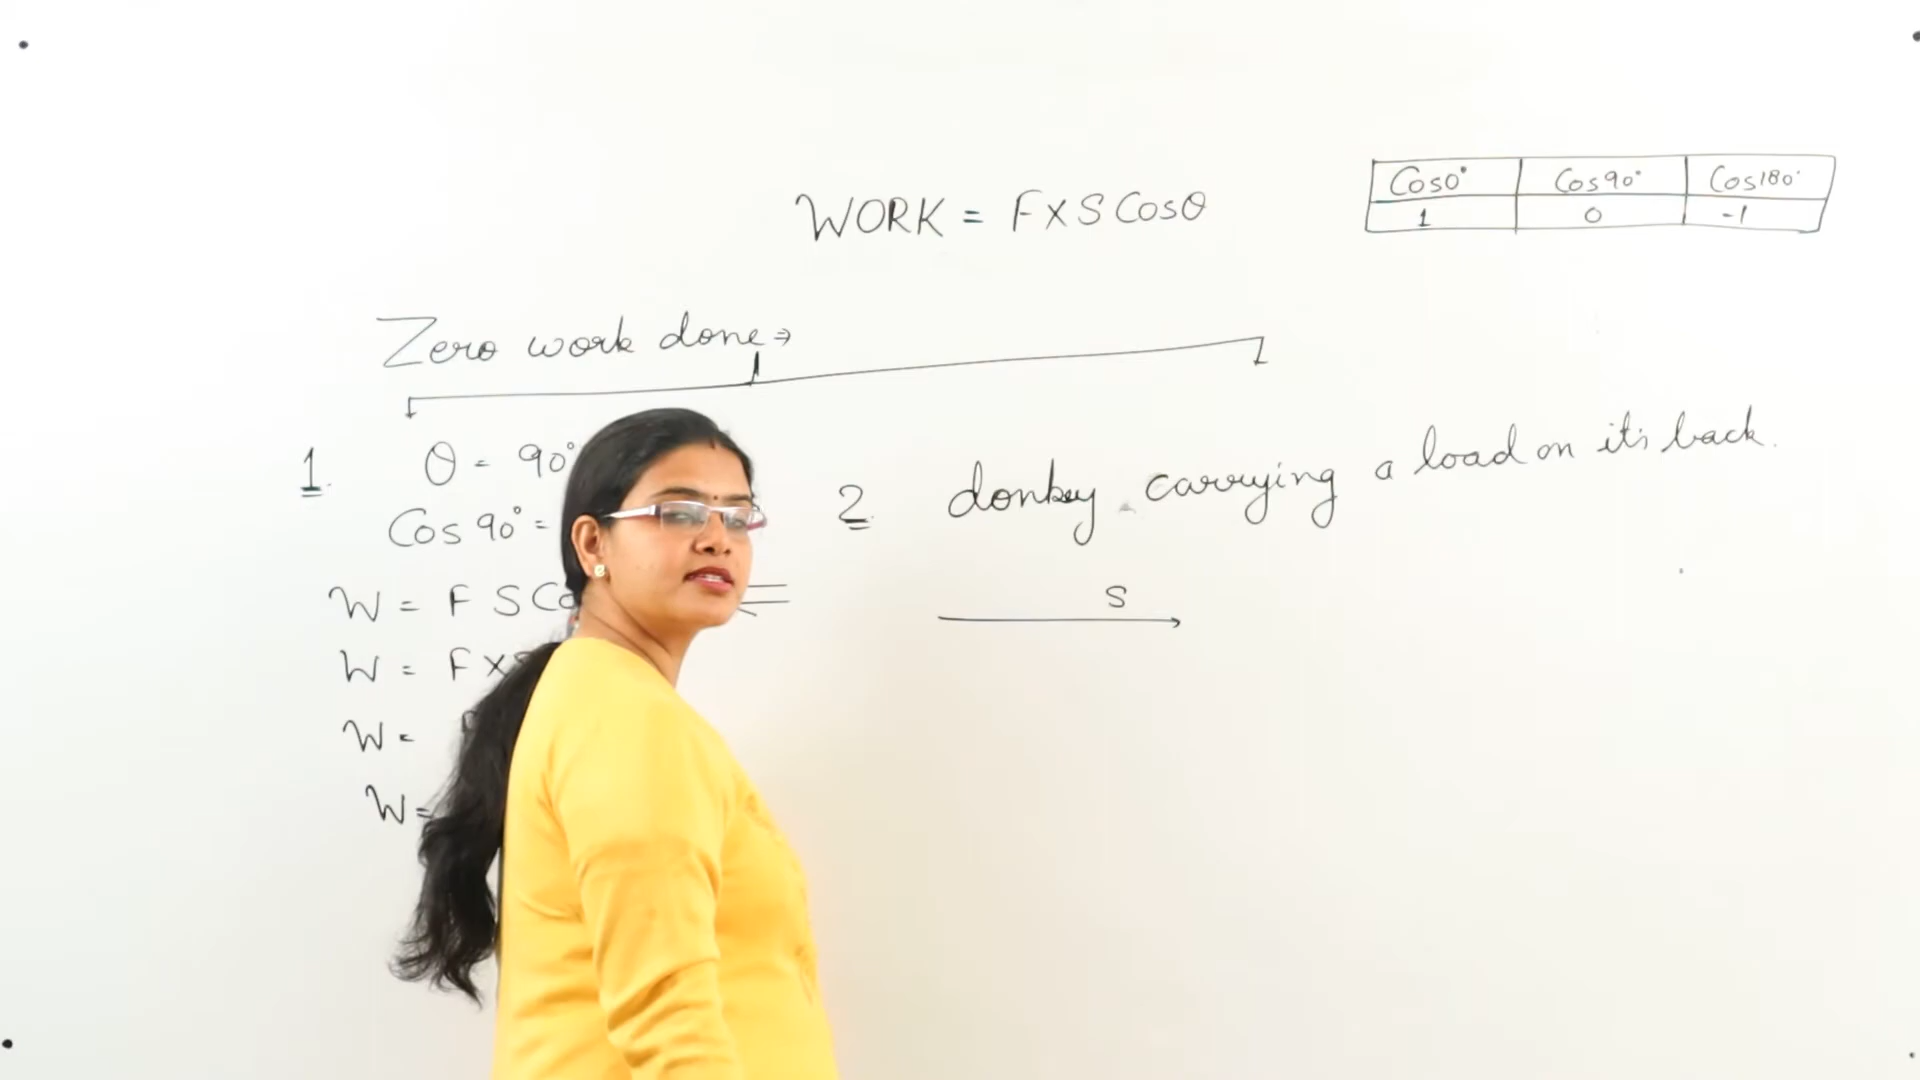 WORK = F X S Cosθ
Cos0° Cos90° Cos180°
1 0 -1
Zero work done ⇒
1. θ = 90°
Cos 90° =
W = F S Co
W = F X S
W =
W =
2. donkey carrying a load on it's back.
S